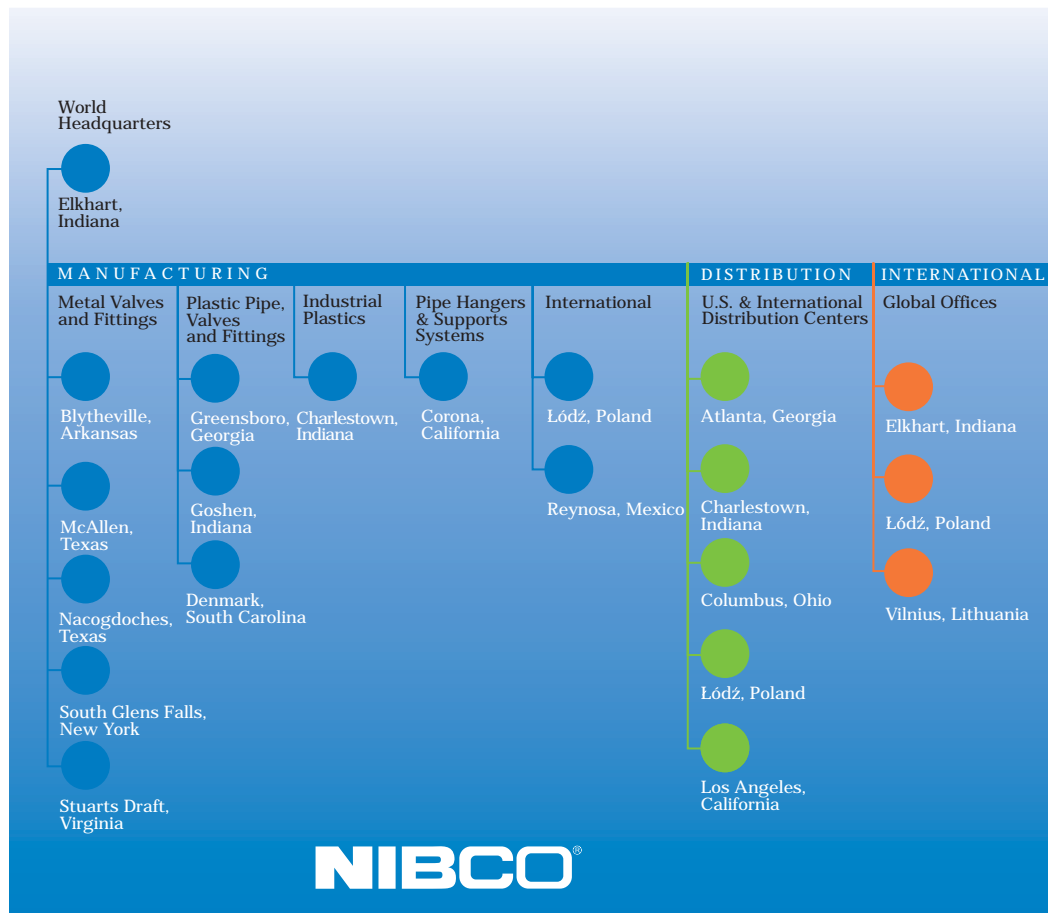 World
Headquarters
Elkhart,
Indiana
MANUFACTURING
DISTRIBUTION
INTERNATIONAL
Metal Valves
and Fittings
Blytheville,
Arkansas
McAllen,
Texas
Nacogdoches,
Texas
South Glens Falls,
New York
Stuarts Draft,
Virginia
Plastic Pipe,
Valves
and Fittings
Greensboro,
Georgia
Goshen,
Indiana
Denmark,
South Carolina
Industrial
Plastics
Charlestown,
Indiana
Pipe Hangers
& Supports
Systems
Corona,
California
International
Łódź, Poland
Reynosa, Mexico
U.S. & International
Distribution Centers
Atlanta, Georgia
Charlestown,
Indiana
Columbus, Ohio
Łódź, Poland
Los Angeles,
California
Global Offices
Elkhart, Indiana
Łódź, Poland
Vilnius, Lithuania
NIBCO®